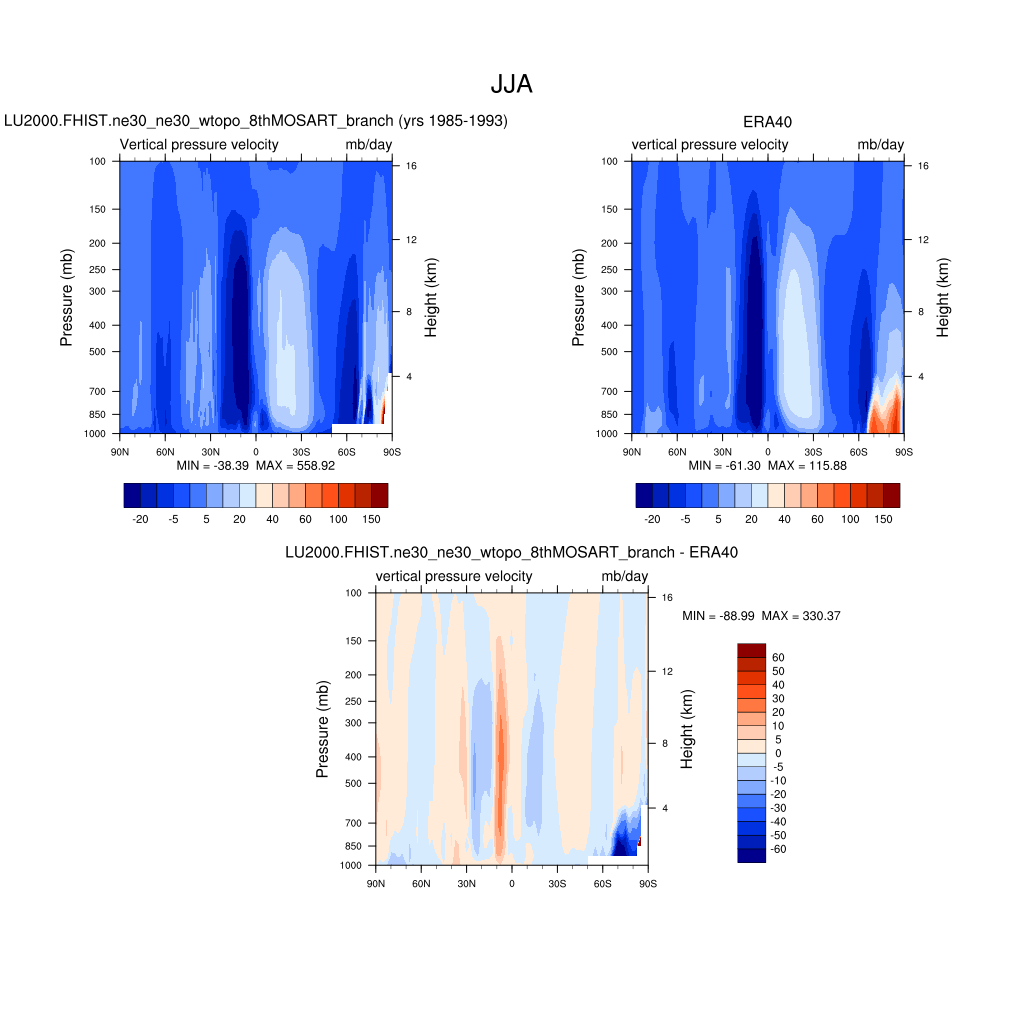 JJA
LU2000.FHIST.ne30_ne30_wtopo_8thMOSART_branch (yrs 1985-1993)
Vertical pressure velocity mb/day
Pressure (mb)
100
150
200
250
300
400
500
700
850
1000
16
12
8
4
Height (km)
90N 60N 30N 0 30S 60S 90S
MIN = -38.39 MAX = 558.92
-20 -5 5 20 40 60 100 150
ERA40
vertical pressure velocity mb/day
Pressure (mb)
100
150
200
250
300
400
500
700
850
1000
16
12
8
4
Height (km)
90N 60N 30N 0 30S 60S 90S
MIN = -61.30 MAX = 115.88
-20 -5 5 20 40 60 100 150
LU2000.FHIST.ne30_ne30_wtopo_8thMOSART_branch - ERA40
vertical pressure velocity mb/day
Pressure (mb)
100
150
200
250
300
400
500
700
850
1000
16
12
8
4
Height (km)
90N 60N 30N 0 30S 60S 90S
MIN = -88.99 MAX = 330.37
60
50
40
30
20
10
5
0
-5
-10
-20
-30
-40
-50
-60